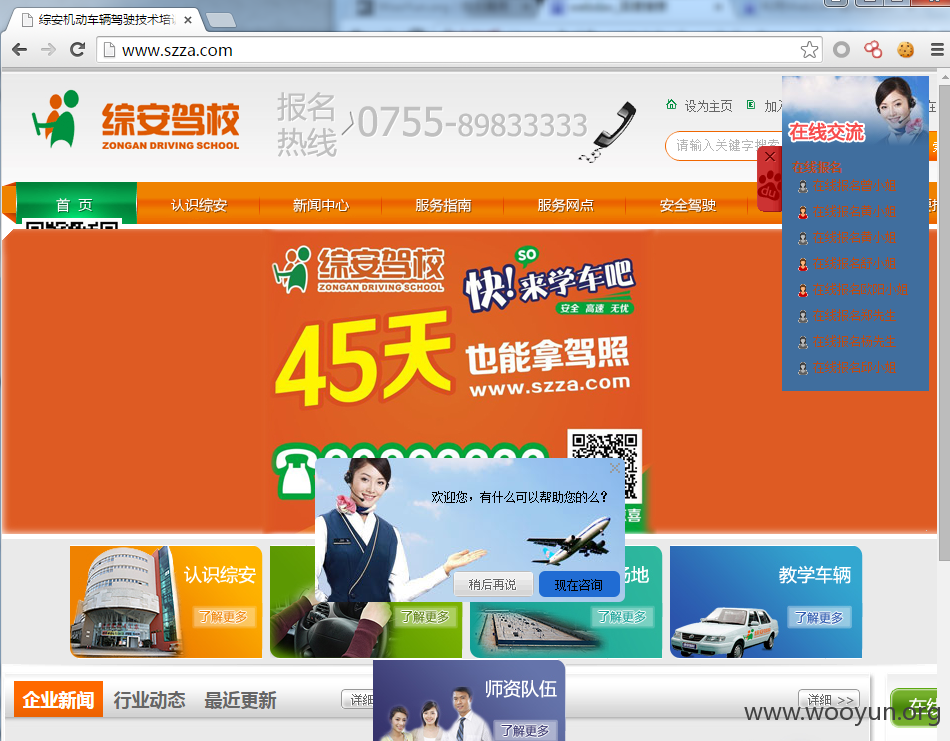 综安机动车辆驾驶技术培
www.szza.com
综安驾校
ZONGAN DRIVING SCHOOL
报名
热线
0755-89833333
设为主页
加入
请输入关键字搜索
在线交流
在线报名
首 页
认识综安
新闻中心
服务指南
服务网点
安全驾驶
综安驾校
ZONGAN DRIVING SCHOOL
SO
快!来学车吧
安全 高速 无忧
45天
也能拿驾照
www.szza.com
欢迎您，有什么可以帮助您的么?
稍后再说
现在咨询
认识综安
了解更多
了解更多
场地
了解更多
教学车辆
了解更多
企业新闻
行业动态
最近更新
详细
师资队伍
了解更多
详细 >>
在线
www.wooyun.org